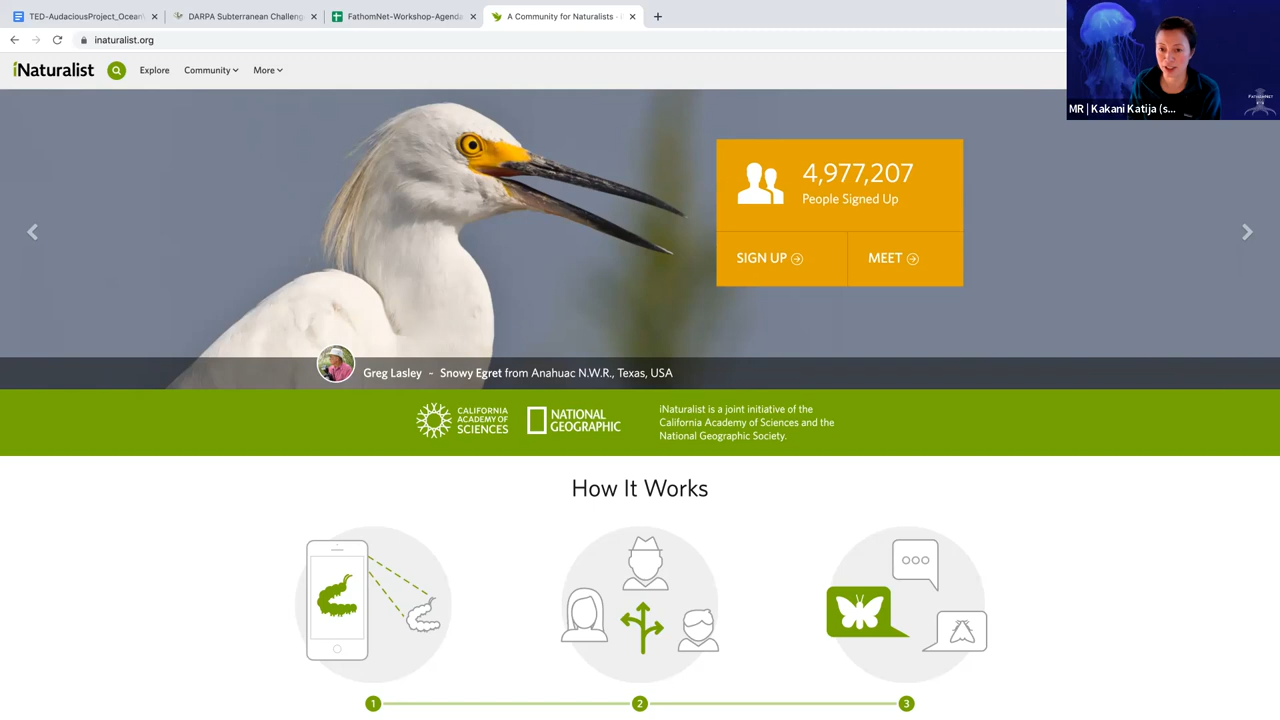 TED-AudaciousProject_Ocean
DARPA Subterranean Challeng
FathomNet-Workshop-Agenda
A Community for Naturalists ·
inaturalist.org
iNaturalist
Explore
Community
More
MR | Kakani Katija (s...
FATHOMNET
4,977,207
People Signed Up
SIGN UP
MEET
Greg Lasley - Snowy Egret from Anahuac N.W.R., Texas, USA
CALIFORNIA
ACADEMY OF
SCIENCES
NATIONAL
GEOGRAPHIC
iNaturalist is a joint initiative of the
California Academy of Sciences and the
National Geographic Society.
How It Works
1
2
3